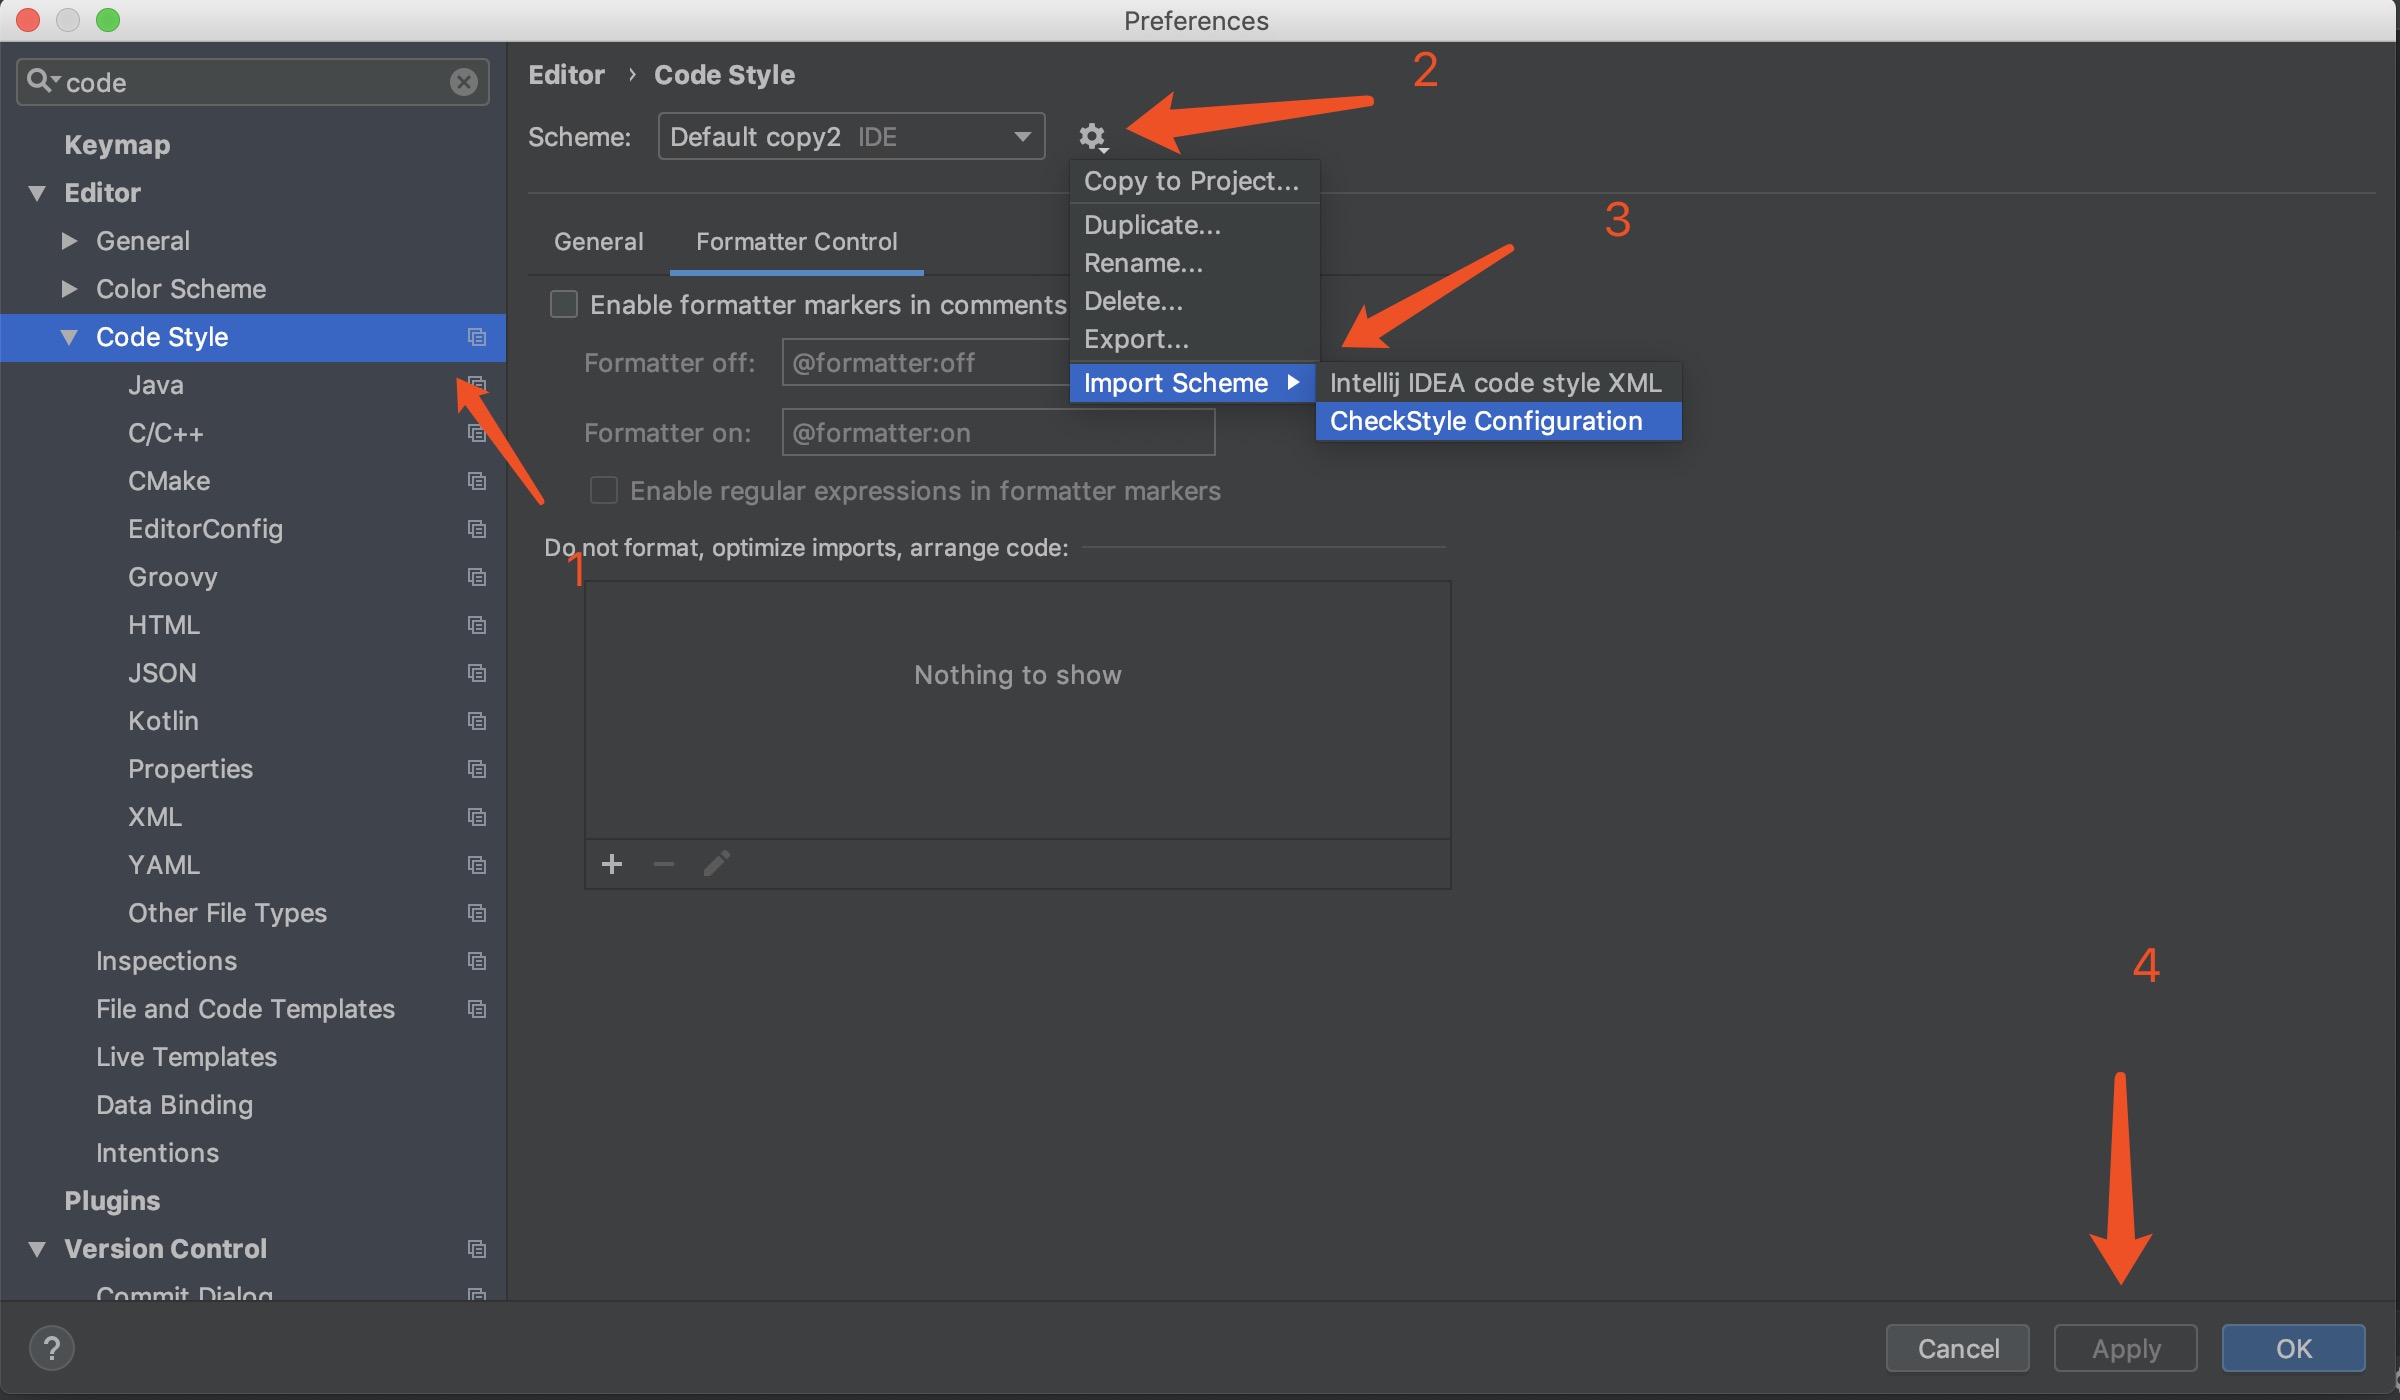 Preferences
code
Keymap
Editor
General
Color Scheme
Code Style
Java
C/C++
CMake
EditorConfig
Groovy
HTML
JSON
Kotlin
Properties
XML
YAML
Other File Types
Inspections
File and Code Templates
Live Templates
Data Binding
Intentions
Plugins
Version Control
Commit Dialog
Editor › Code Style
2
Scheme: Default copy2 IDE
Copy to Project...
Duplicate...
Rename...
Delete...
Export...
Import Scheme
3
Intellij IDEA code style XML
CheckStyle Configuration
General Formatter Control
Enable formatter markers in comments
Formatter off: @formatter:off
Formatter on: @formatter:on
Enable regular expressions in formatter markers
Do not format, optimize imports, arrange code:
1
Nothing to show
4
? Cancel Apply OK